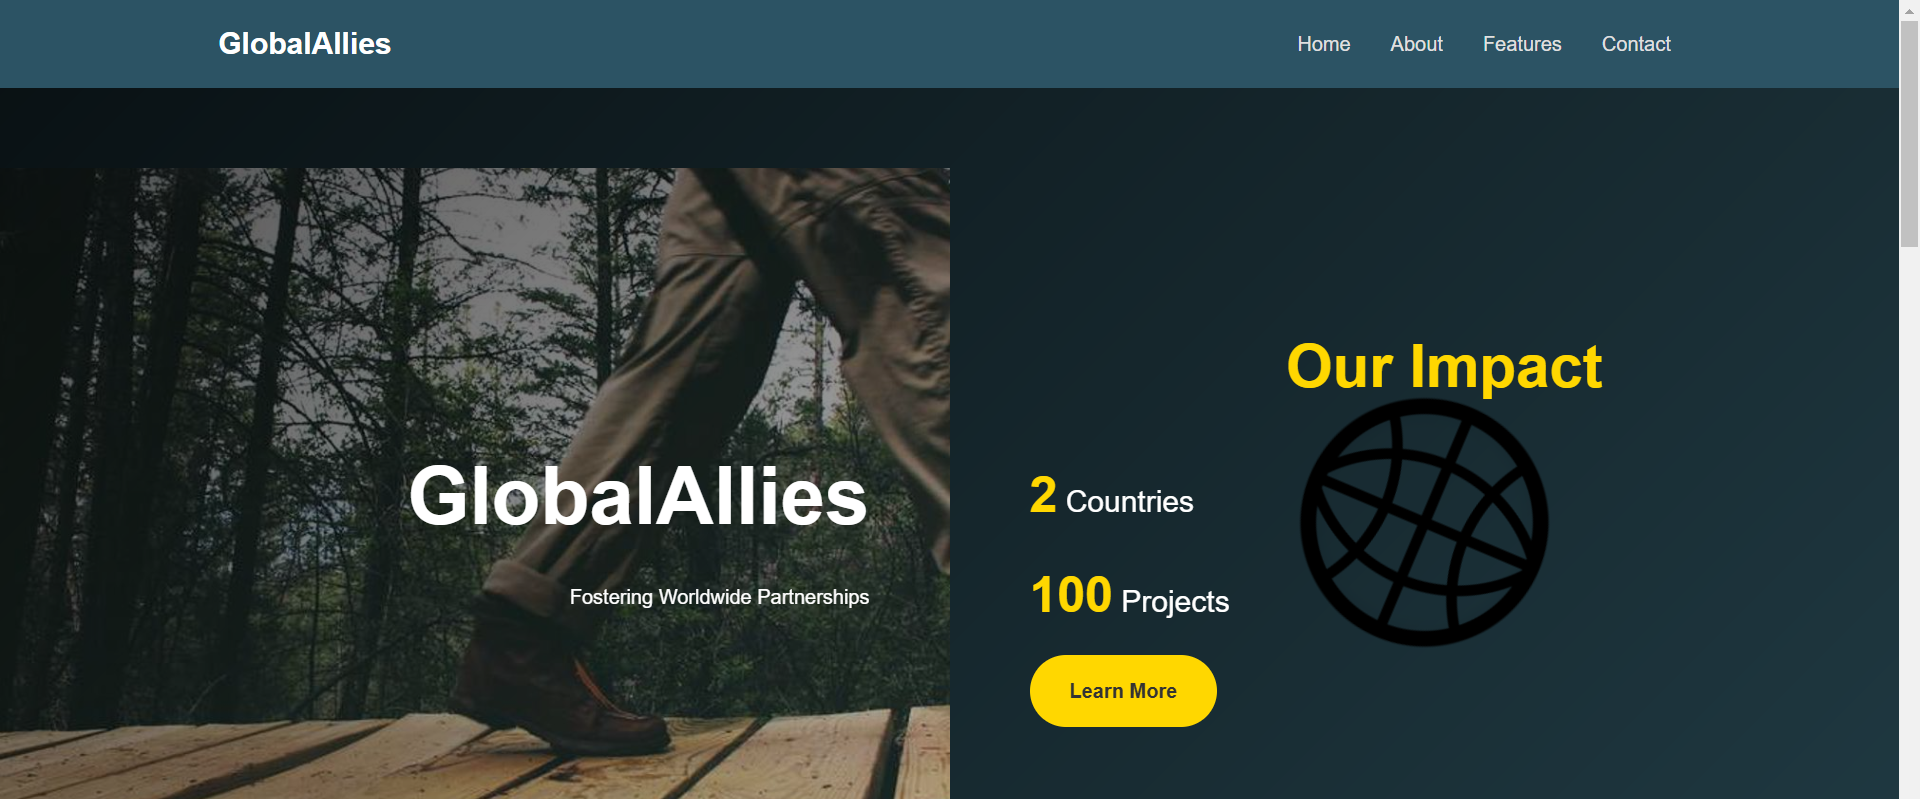 GlobalAllies
Home About Features Contact
GlobalAllies
Fostering Worldwide Partnerships
Our Impact
2 Countries
100 Projects
Learn More